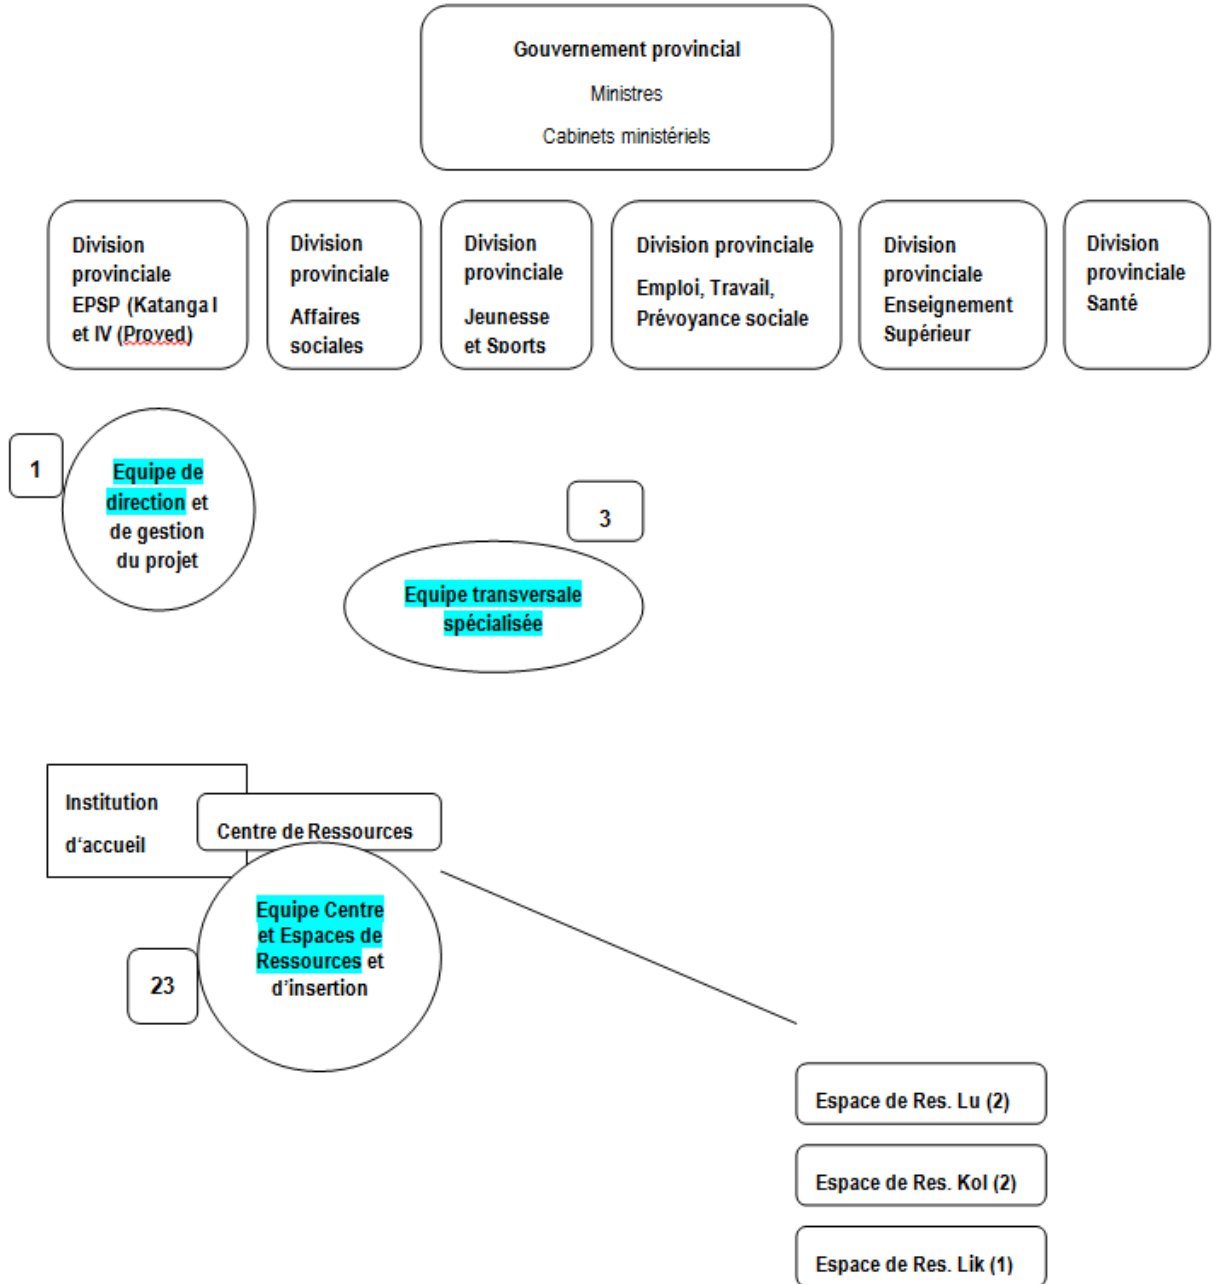 Gouvernement provincial
Ministres
Cabinets ministériels
Division
provinciale
EPSP (Katanga I
et IV (Proved)
Division
provinciale
Affaires
sociales
Division
provinciale
Jeunesse
et Sports
Division provinciale
Emploi, Travail,
Prévoyance sociale
Division
provinciale
Enseignement
Supérieur
Division
provinciale
Santé
1
Equipe de
direction et
de gestion
du projet
3
Equipe transversale
spécialisée
Institution
d'accueil
Centre de Ressources
Equipe Centre
et Espaces de
Ressources et
d'insertion
23
Espace de Res. Lu (2)
Espace de Res. Kol (2)
Espace de Res. Lik (1)